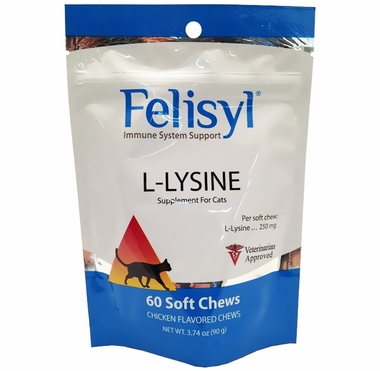 Felisyl®
Immune System Support
L-LYSINE
Supplement For Cats
Per soft chew:
L-Lysine ... 250 mg
Veterinarian
Approved
60 Soft Chews
CHICKEN FLAVORED CHEWS
NET WT. 3.74 oz (90 g)